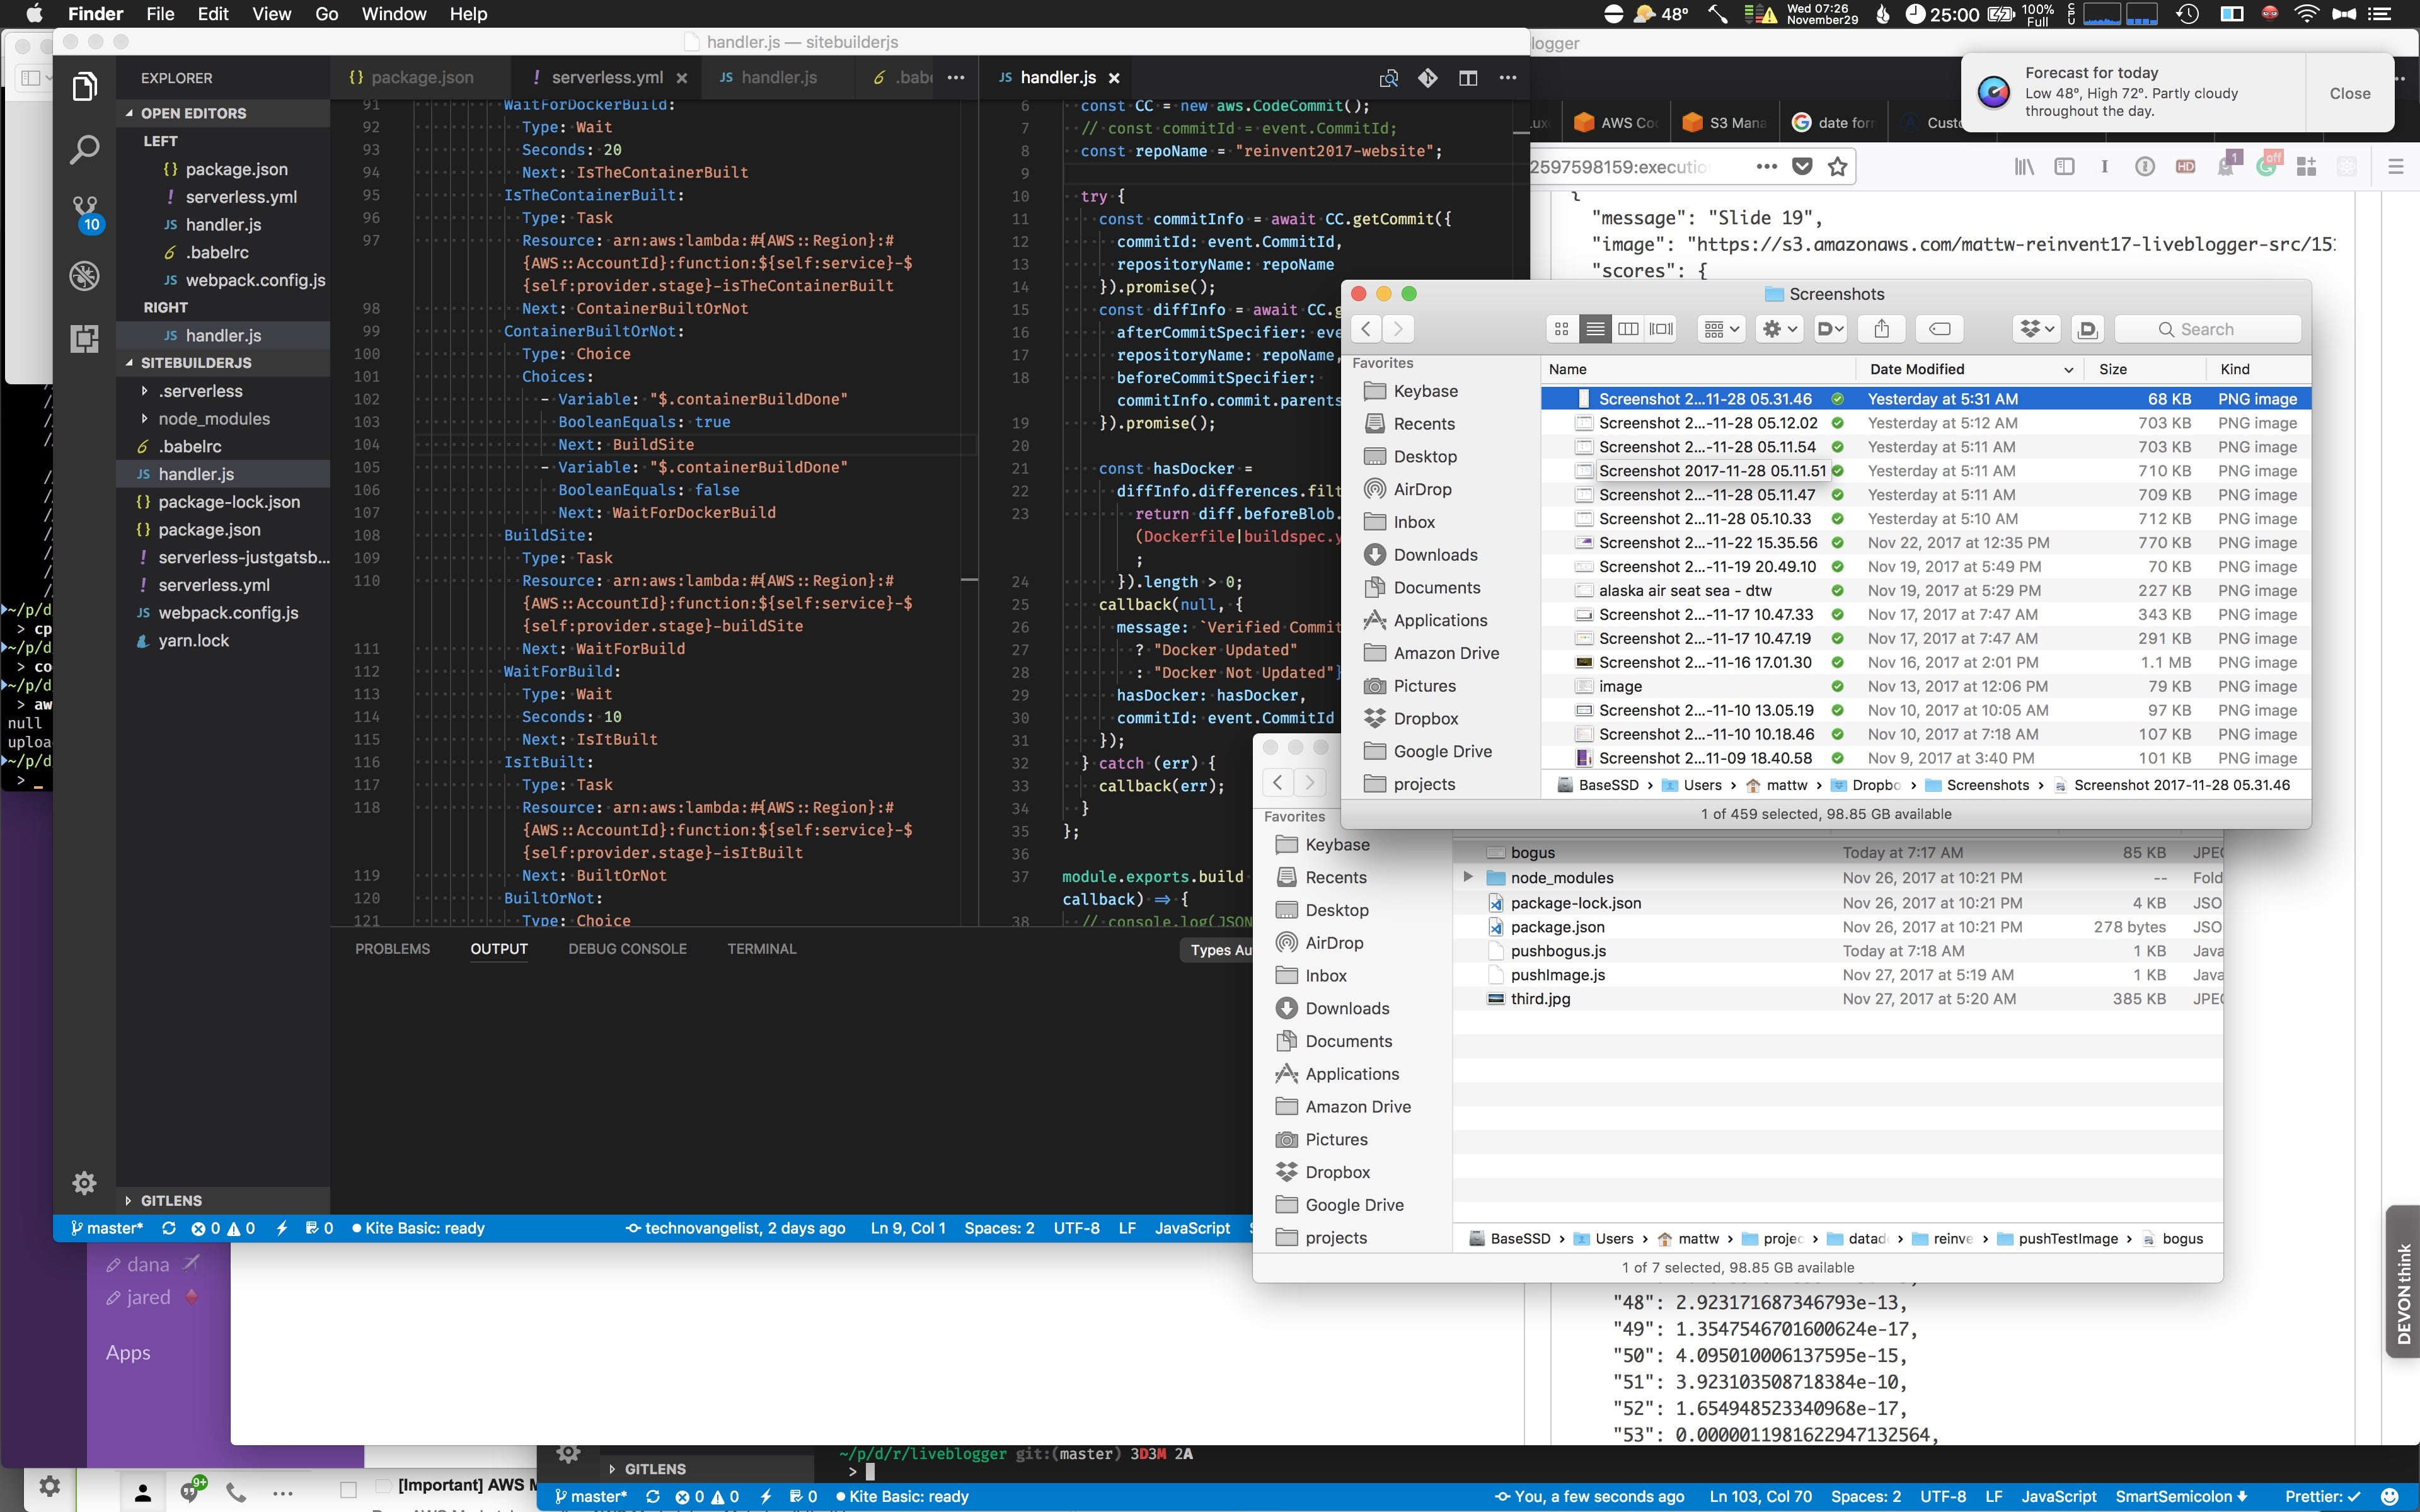 Finder File Edit View Go Window Help
48° Wed 07:26 November29 25:00 100% Full CPU
handler.js — sitebuilderjs
logger
Forecast for today
Low 48°, High 72°. Partly cloudy
throughout the day.
Close
EXPLORER
OPEN EDITORS
LEFT
package.json
serverless.yml
handler.js
.babelrc
webpack.config.js
RIGHT
handler.js
SITEBUILDERJS
.serverless
node_modules
.babelrc
handler.js
package-lock.json
package.json
serverless-justgatsb...
serverless.yml
webpack.config.js
yarn.lock
GITLENS
10
package.json serverless.yml handler.js .babe ···
91 WaitForDockerBuild:
92 Type: Wait
93 Seconds: 20
94 Next: IsTheContainerBuilt
95 IsTheContainerBuilt:
96 Type: Task
97 Resource: arn:aws:lambda:#{AWS::Region}:#
{AWS::AccountId}:function:${self:service}-$
{self:provider.stage}-isTheContainerBuilt
98 Next: ContainerBuiltOrNot
99 ContainerBuiltOrNot:
100 Type: Choice
101 Choices:
102 - Variable: "$.containerBuildDone"
103 BooleanEquals: true
104 Next: BuildSite
105 - Variable: "$.containerBuildDone"
106 BooleanEquals: false
107 Next: WaitForDockerBuild
108 BuildSite:
109 Type: Task
110 Resource: arn:aws:lambda:#{AWS::Region}:#
{AWS::AccountId}:function:${self:service}-$
{self:provider.stage}-buildSite
111 Next: WaitForBuild
112 WaitForBuild:
113 Type: Wait
114 Seconds: 10
115 Next: IsItBuilt
116 IsItBuilt:
117 Type: Task
118 Resource: arn:aws:lambda:#{AWS::Region}:#
{AWS::AccountId}:function:${self:service}-$
{self:provider.stage}-isItBuilt
119 Next: BuiltOrNot
120 BuiltOrNot:
121 Type: Choice
handler.js
6 const CC = new aws.CodeCommit();
7 // const commitId = event.CommitId;
8 const repoName = "reinvent2017-website";
9
10 try {
11 const commitInfo = await CC.getCommit({
12 commitId: event.CommitId,
13 repositoryName: repoName
14 }).promise();
15 const diffInfo = await CC.g
16 afterCommitSpecifier: eve
17 repositoryName: repoName,
18 beforeCommitSpecifier:
commitInfo.commit.parents
19 }).promise();
20
21 const hasDocker =
22 diffInfo.differences.filt
23 return diff.beforeBlob.
(Dockerfile|buildspec.y
;
24 }).length > 0;
25 callback(null, {
26 message: `Verified Commit
27 ? "Docker Updated"
28 : "Docker Not Updated"}
29 hasDocker: hasDocker,
30 commitId: event.CommitId
31 });
32 } catch (err) {
33 callback(err);
34 }
35 };
36
37 module.exports.build
callback) => {
38 // console.log(JSON
PROBLEMS OUTPUT DEBUG CONSOLE TERMINAL
Types Au
master* 0 0 0 Kite Basic: ready technovangelist, 2 days ago Ln 9, Col 1 Spaces: 2 UTF-8 LF JavaScript
AWS Co S3 Mana date for Custo
2597598159:executio
HD 1 off
"message": "Slide 19",
"image": "https://s3.amazonaws.com/mattw-reinvent17-liveblogger-src/15
"scores": {
Screenshots
Search
Favorites
Keybase
Recents
Desktop
AirDrop
Inbox
Downloads
Documents
Applications
Amazon Drive
Pictures
Dropbox
Google Drive
projects
Name Date Modified Size Kind
Screenshot 2...11-28 05.31.46 Yesterday at 5:31 AM 68 KB PNG image
Screenshot 2...-11-28 05.12.02 Yesterday at 5:12 AM 703 KB PNG image
Screenshot 2...-11-28 05.11.54 Yesterday at 5:11 AM 703 KB PNG image
Screenshot 2017-11-28 05.11.51 Yesterday at 5:11 AM 710 KB PNG image
Screenshot 2...-11-28 05.11.47 Yesterday at 5:11 AM 709 KB PNG image
Screenshot 2...-11-28 05.10.33 Yesterday at 5:10 AM 712 KB PNG image
Screenshot 2...-11-22 15.35.56 Nov 22, 2017 at 12:35 PM 770 KB PNG image
Screenshot 2...-11-19 20.49.10 Nov 19, 2017 at 5:49 PM 70 KB PNG image
alaska air seat sea - dtw Nov 19, 2017 at 5:29 PM 227 KB PNG image
Screenshot 2...-11-17 10.47.33 Nov 17, 2017 at 7:47 AM 343 KB PNG image
Screenshot 2...-11-17 10.47.19 Nov 17, 2017 at 7:47 AM 291 KB PNG image
Screenshot 2...-11-16 17.01.30 Nov 16, 2017 at 2:01 PM 1.1 MB PNG image
image Nov 13, 2017 at 12:06 PM 79 KB PNG image
Screenshot 2...-11-10 13.05.19 Nov 10, 2017 at 10:05 AM 97 KB PNG image
Screenshot 2...-11-10 10.18.46 Nov 10, 2017 at 7:18 AM 107 KB PNG image
Screenshot 2...-11-09 18.40.58 Nov 9, 2017 at 3:40 PM 101 KB PNG image
BaseSSD › Users › mattw › Dropbo › Screenshots › Screenshot 2017-11-28 05.31.46
1 of 459 selected, 98.85 GB available
Favorites
Keybase
Recents
Desktop
AirDrop
Inbox
Downloads
Documents
Applications
Amazon Drive
Pictures
Dropbox
Google Drive
projects
bogus Today at 7:17 AM 85 KB JPE
node_modules Nov 26, 2017 at 10:21 PM -- Fold
package-lock.json Nov 26, 2017 at 10:21 PM 4 KB JSO
package.json Nov 26, 2017 at 10:21 PM 278 bytes JSO
pushbogus.js Today at 7:18 AM 1 KB Java
pushImage.js Nov 27, 2017 at 5:19 AM 1 KB Java
third.jpg Nov 27, 2017 at 5:20 AM 385 KB JPE
BaseSSD › Users › mattw › projec › datad › reinve › pushTestImage › bogus
1 of 7 selected, 98.85 GB available
"48": 2.923171687346793e-13,
"49": 1.3547546701600624e-17,
"50": 4.095010006137595e-15,
"51": 3.923103508718384e-10,
"52": 1.654948523340968e-17,
"53": 0.0000011981622947132564,
DEVONthink
~/p/d
> cp
~/p/d
> co
~/p/d
> aw
null
uploa
~/p/d
> _
dana
jared
Apps
9+
[Important] AWS M
~/p/d/r/liveblogger git:(master) 3D3M 2A
>
GITLENS
master* 0 0 0 Kite Basic: ready You, a few seconds ago Ln 103, Col 70 Spaces: 2 UTF-8 LF JavaScript SmartSemicolon Prettier: ✓